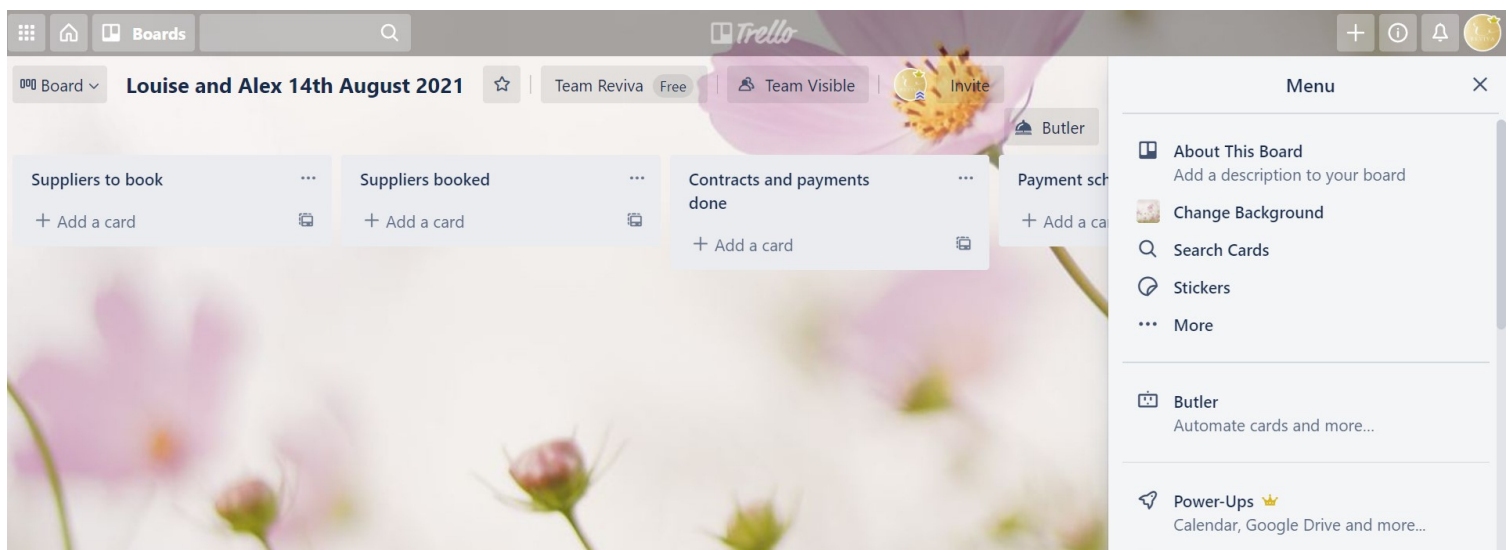 Boards
Trello
Board
Louise and Alex 14th August 2021
Team Reviva Free
Team Visible
Invite
Butler
Suppliers to book
+ Add a card
Suppliers booked
+ Add a card
Contracts and payments
done
+ Add a card
Payment sch
+ Add a ca
Menu
About This Board
Add a description to your board
Change Background
Search Cards
Stickers
More
Butler
Automate cards and more...
Power-Ups
Calendar, Google Drive and more...